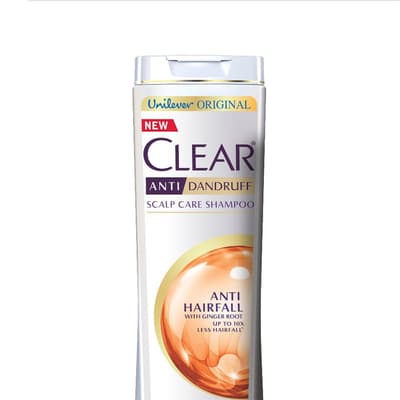 Unilever ORIGINAL
NEW
CLEAR®
ANTI DANDRUFF
SCALP CARE SHAMPOO
ANTI
HAIRFALL
WITH GINGER ROOT
UP TO 10X
LESS HAIRFALL*